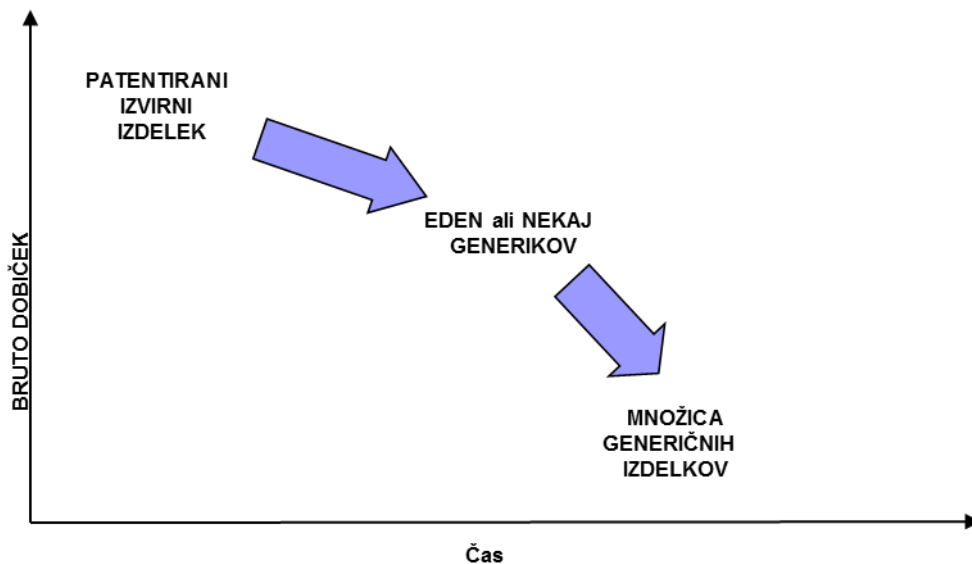 PATENTIRANI
IZVIRNI
IZDELEK
EDEN ali NEKAJ
GENERIKOV
BRUTO DOBIČEK
MNOŽICA
GENERIČNIH
IZDELKOV
Čas